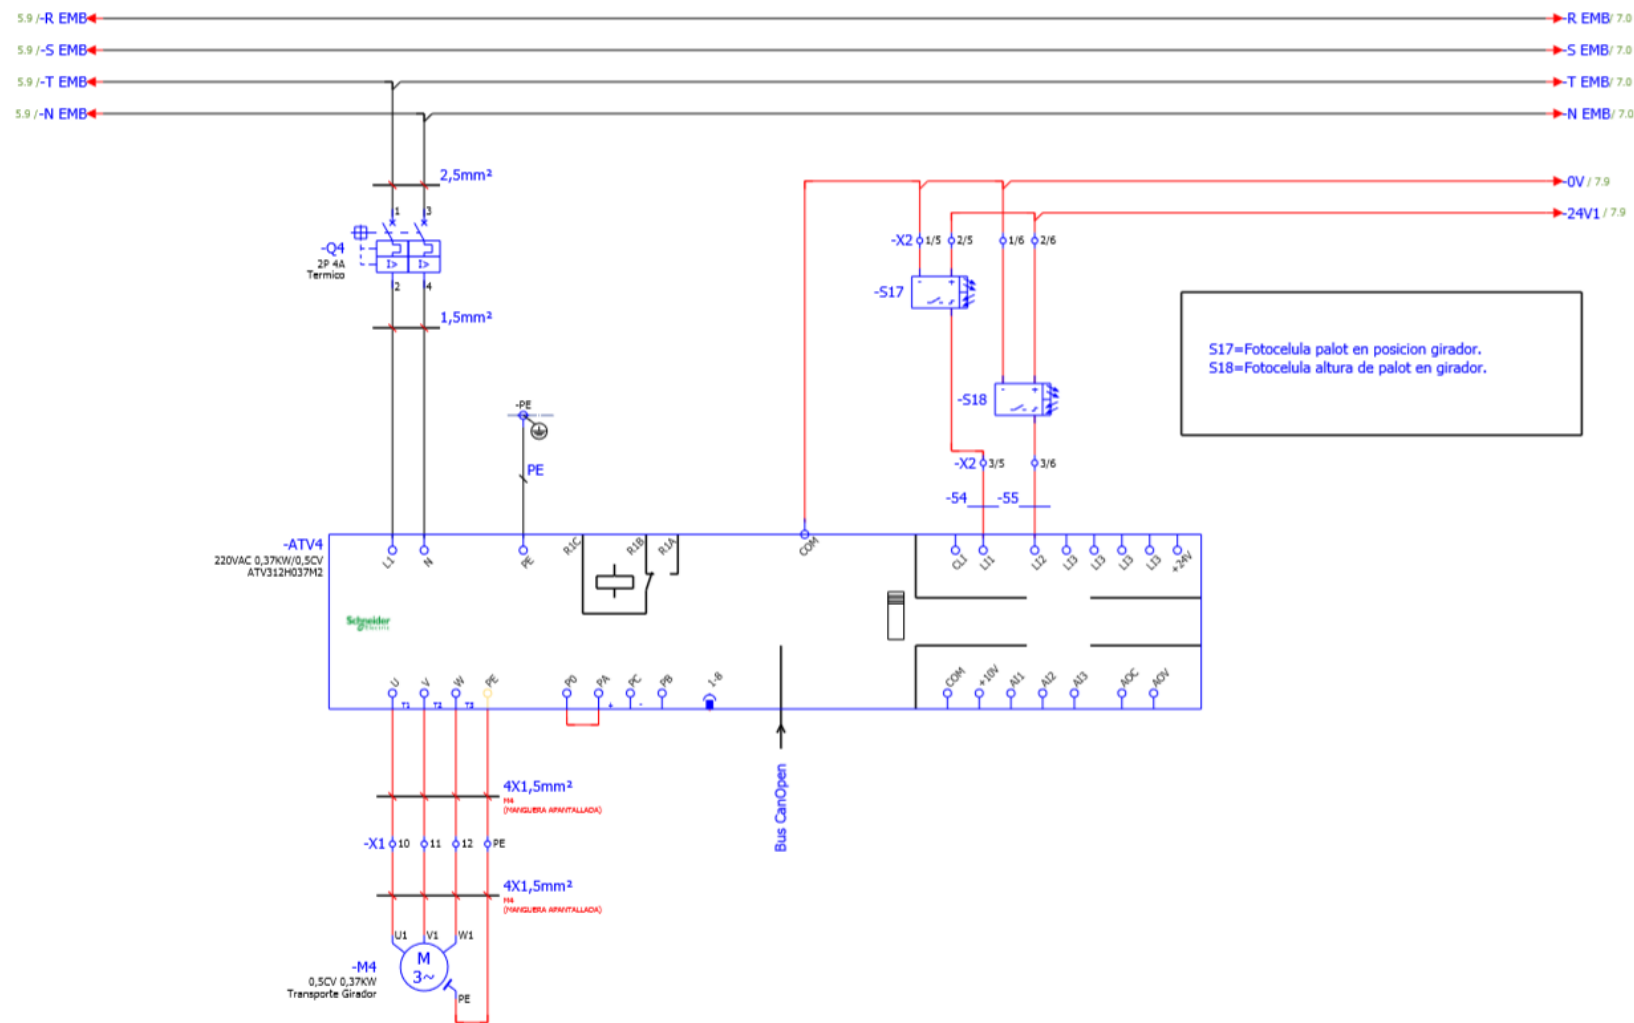 5.9 /-R EMB
-R EMB/ 7.0
5.9 /-S EMB
-S EMB/ 7.0
5.9 /-T EMB
-T EMB/ 7.0
5.9 /-N EMB
-N EMB/ 7.0
2,5mm²
-0V / 7.9
-24V1 / 7.9
1 3
-Q4
2P 4A
Termico
I> I>
2 4
1,5mm²
-X2 1/5 2/5 1/6 2/6
-S17
- +
S17=Fotocelula palot en posicion girador.
S18=Fotocelula altura de palot en girador.
-S18
- +
-PE
PE
-X2 3/5 3/6
-54 -55
-ATV4
220VAC 0,37KW/0,5CV
ATV312H037M2
L1 N PE R1C R1B R1A COM CL1 LI1 LI2 LI3 LI3 LI3 LI3 +24V
Schneider
Electric
U V W PE P0 PA PC PB 1-8 COM +10V AI1 AI2 AI3 AOC AOV
T1 T2 T3 + -
Bus CanOpen
4X1,5mm²
M4
(MANGUERA APANTALLADA)
-X1 10 11 12 PE
4X1,5mm²
M4
(MANGUERA APANTALLADA)
U1 V1 W1
-M4
0,5CV 0,37KW
Transporte Girador
M
3~
PE